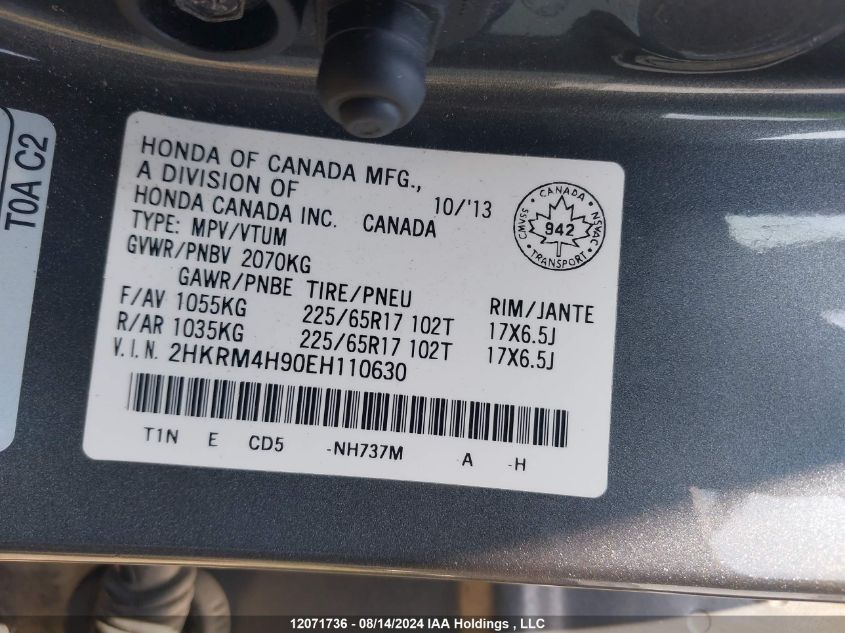 T0A C2
HONDA OF CANADA MFG.,
A DIVISION OF
HONDA CANADA INC. CANADA 10/'13
TYPE: MPV/VTUM
GVWR/PNBV 2070KG
GAWR/PNBE TIRE/PNEU RIM/JANTE
F/AV 1055KG 225/65R17 102T 17X6.5J
R/AR 1035KG 225/65R17 102T 17X6.5J
V.I.N. 2HKRM4H90EH110630
T1N E CD5 -NH737M A -H
CANADA
CMVSS 942 NSVAC
TRANSPORT
12071736 - 08/14/2024 IAA Holdings , LLC